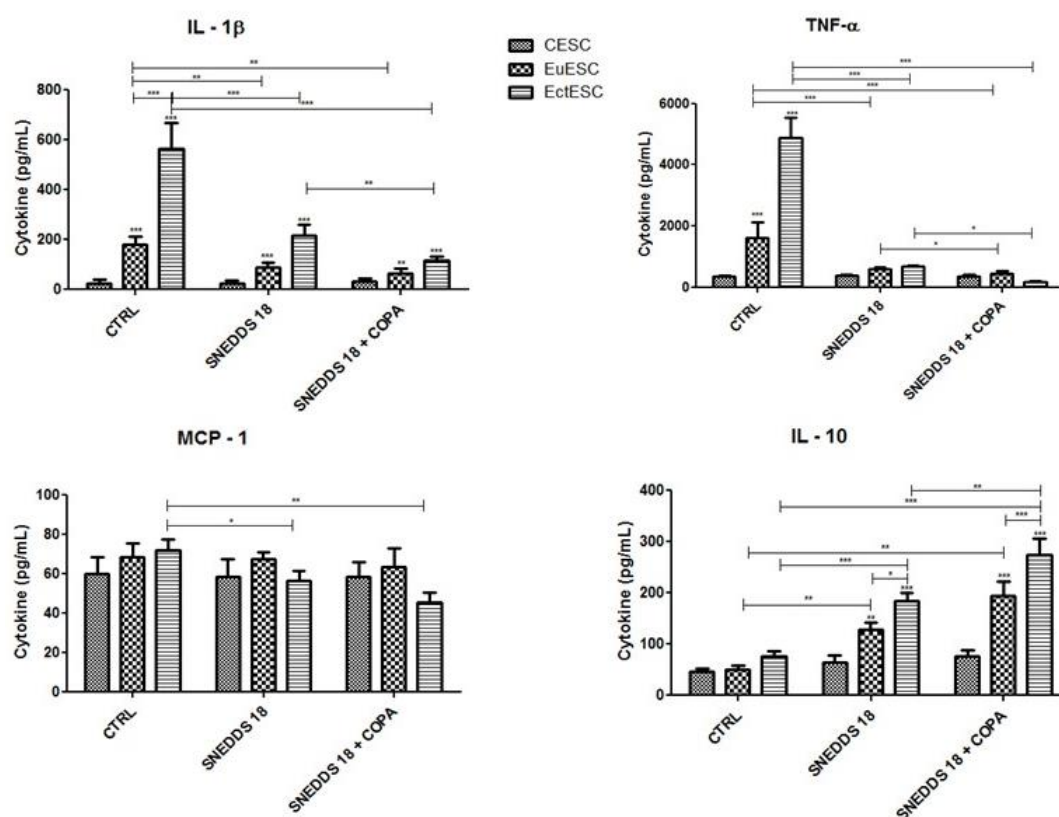 IL - 1β
Cytokine (pg/mL)
800
600
400
200
0
**
**
***
***
***
***
***
**
***
***
**
***
CTRL
SNEDDS 18
SNEDDS 18 + COPA
CESC
EuESC
EctESC
TNF-α
Cytokine (pg/mL)
6000
4000
2000
0
***
***
***
***
***
***
*
*
CTRL
SNEDDS 18
SNEDDS 18 + COPA
MCP - 1
Cytokine (pg/mL)
100
80
60
40
20
0
**
*
CTRL
SNEDDS 18
SNEDDS 18 + COPA
IL - 10
Cytokine (pg/mL)
400
300
200
100
0
**
***
***
***
**
***
***
*
***
**
**
CTRL
SNEDDS 18
SNEDDS 18 + COPA